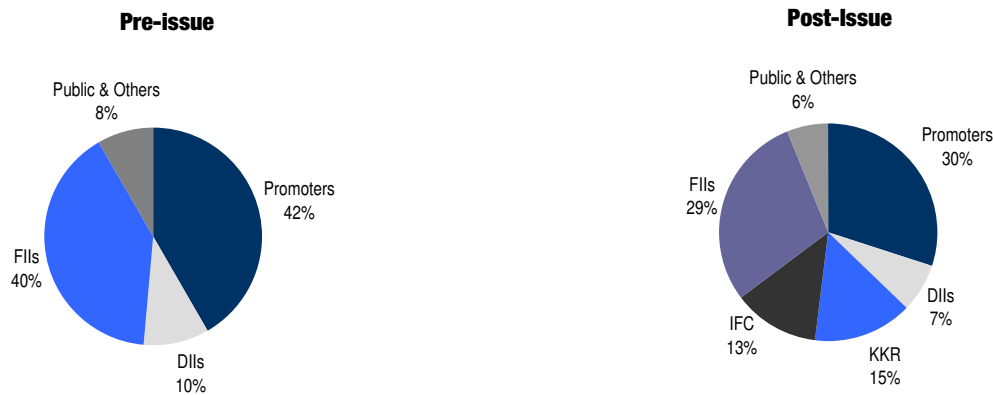 Pre-issue
Public & Others
8%
Promoters
42%
FIIs
40%
DIIs
10%
Post-Issue
Public & Others
6%
Promoters
30%
FIIs
29%
DIIs
7%
IFC
13%
KKR
15%